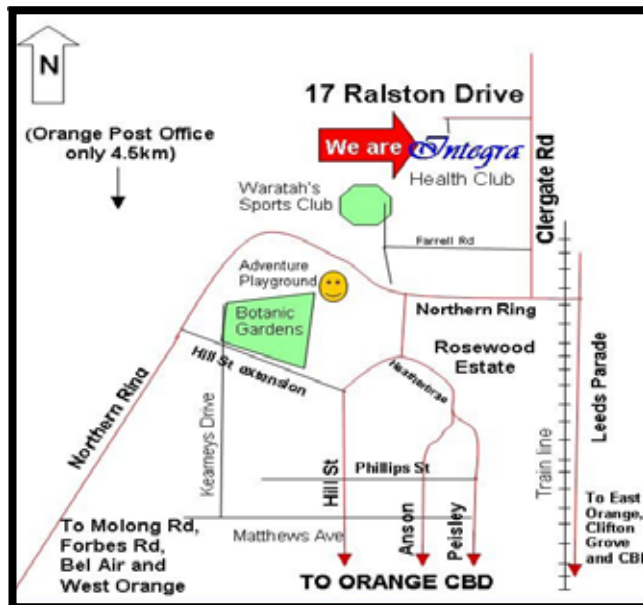 N
17 Ralston Drive
(Orange Post Office
only 4.5km)
We are
Integra
Health Club
Waratah's
Sports Club
Clergate Rd
Farrell Rd
Adventure
Playground
Botanic
Gardens
Northern Ring
Rosewood
Estate
Hill St extension
Heatherbrae
Northern Ring
Kearneys Drive
Leeds Parade
Train line
Hill St
Phillips St
Anson
Peisley
To Molong Rd,
Forbes Rd,
Bel Air and
West Orange
Matthews Ave
To East
Orange,
Clifton
Grove
and CBD
TO ORANGE CBD